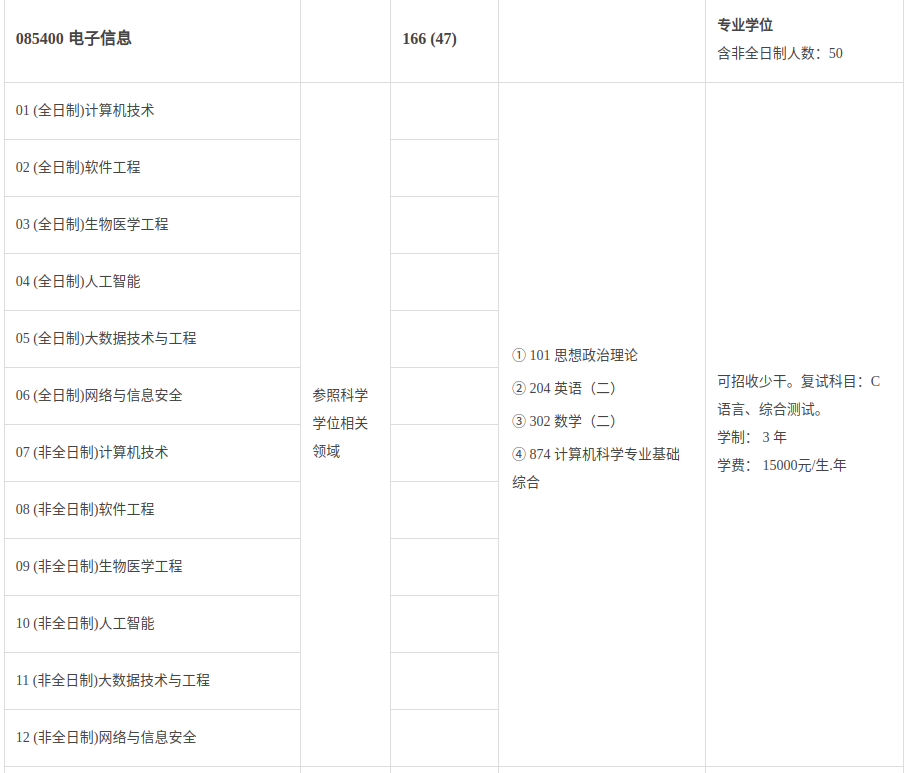 085400 电子信息
166 (47)
专业学位
含非全日制人数：50
01 (全日制)计算机技术
02 (全日制)软件工程
03 (全日制)生物医学工程
04 (全日制)人工智能
05 (全日制)大数据技术与工程
06 (全日制)网络与信息安全
07 (非全日制)计算机技术
08 (非全日制)软件工程
09 (非全日制)生物医学工程
10 (非全日制)人工智能
11 (非全日制)大数据技术与工程
12 (非全日制)网络与信息安全
参照科学
学位相关
领域
① 101 思想政治理论
② 204 英语（二）
③ 302 数学（二）
④ 874 计算机科学专业基础
综合
可招收少干。复试科目：C
语言、综合测试。
学制： 3 年
学费： 15000元/生.年